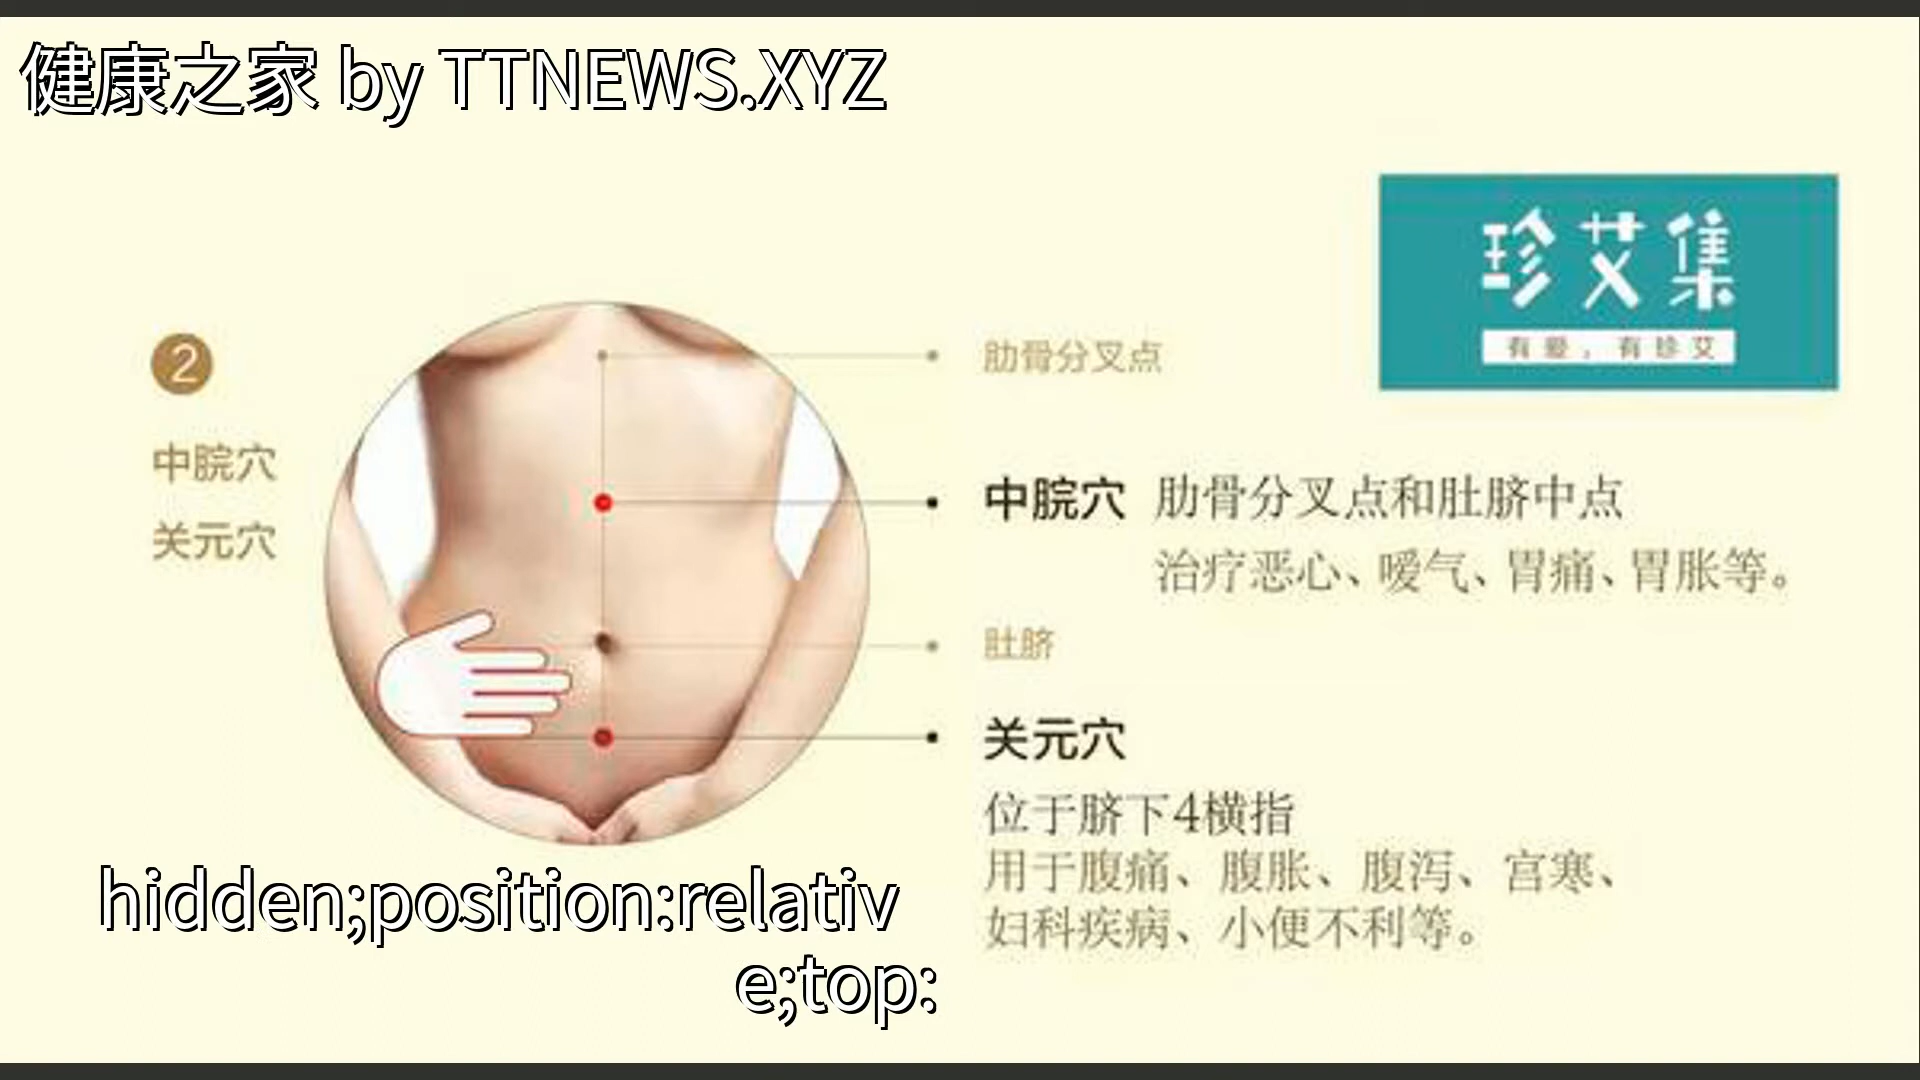 健康之家 by TTNEWS.XYZ
珍艾集
有爱，有珍艾
2
中脘穴
关元穴
肋骨分叉点
中脘穴 肋骨分叉点和肚脐中点
治疗恶心、嗳气、胃痛、胃胀等。
肚脐
关元穴
位于脐下4横指
用于腹痛、腹胀、腹泻、宫寒、
妇科疾病、小便不利等。
hidden;position:relativ
e;top: